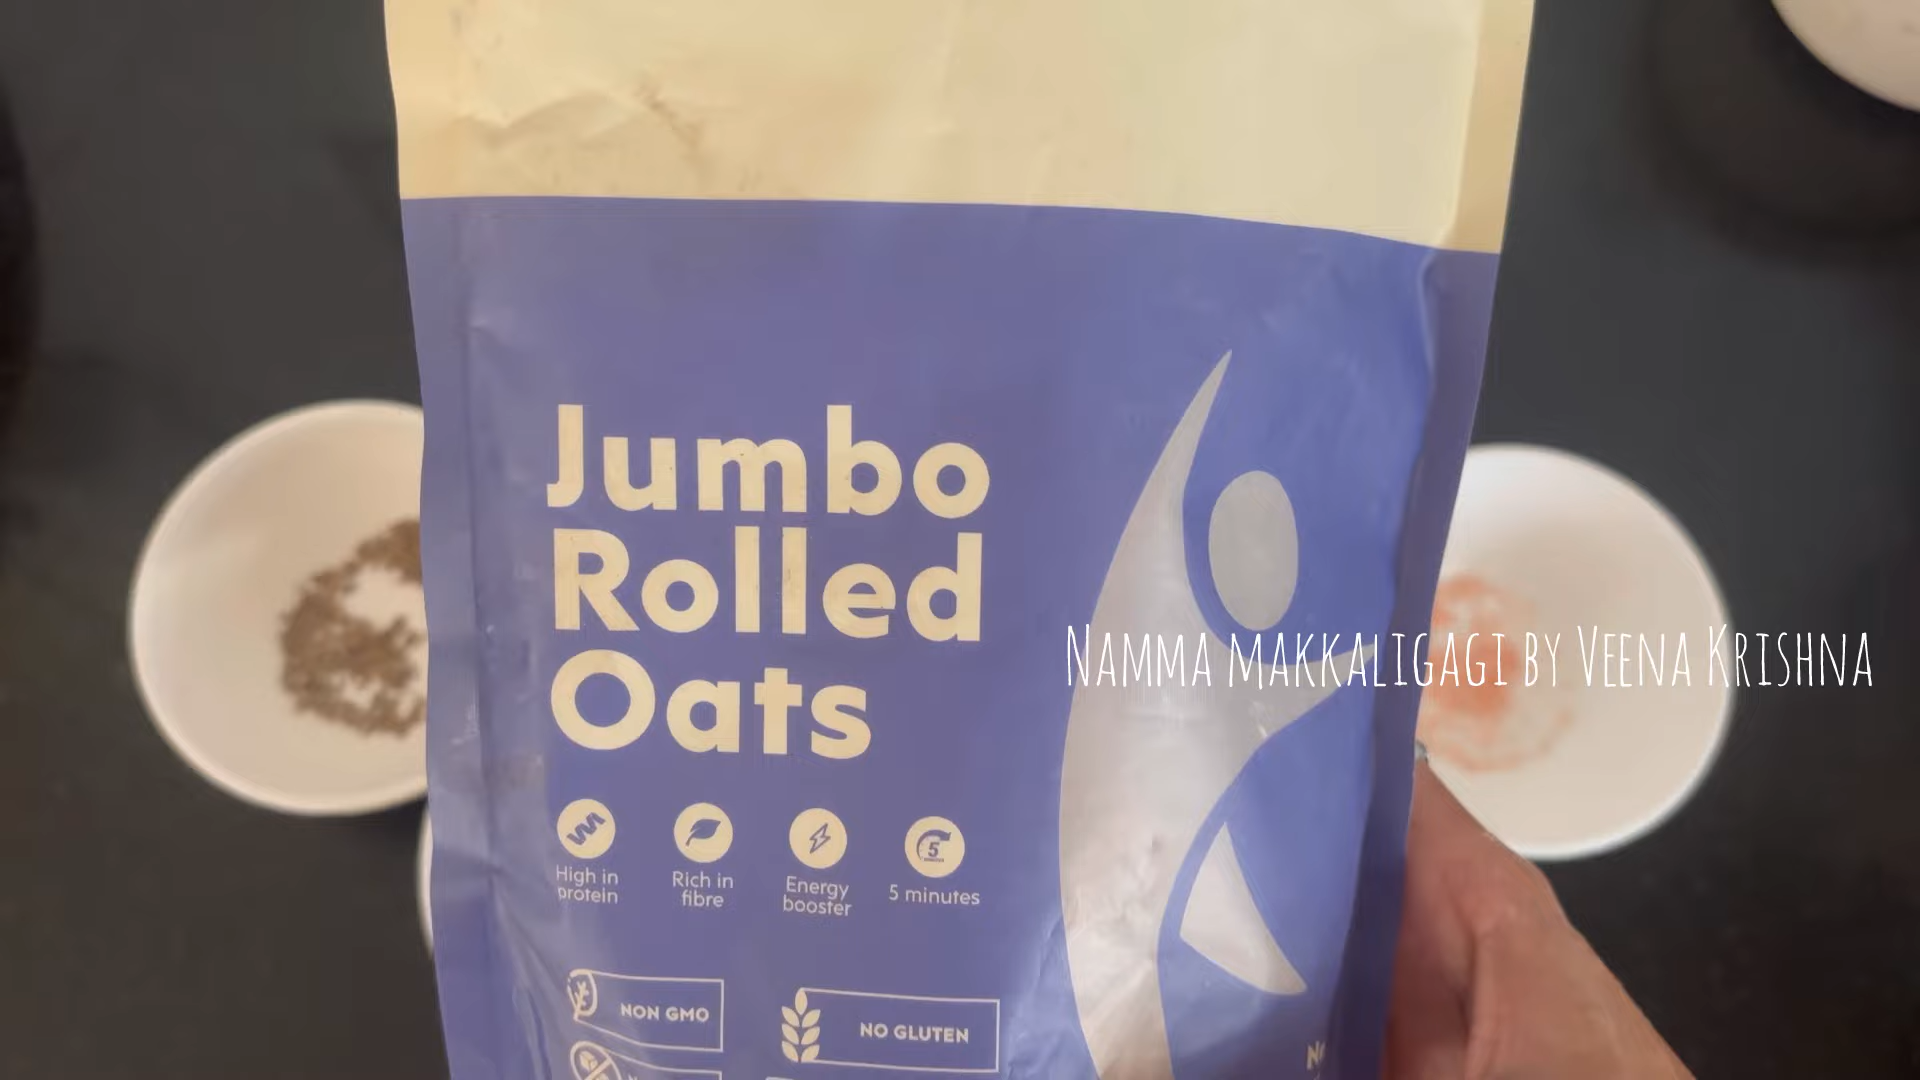 Jumbo
Rolled
Oats
High in
protein
Rich in
fibre
Energy
booster
5
5 minutes
NON GMO
NO GLUTEN
Namma makkaligagi by Veena Krishna